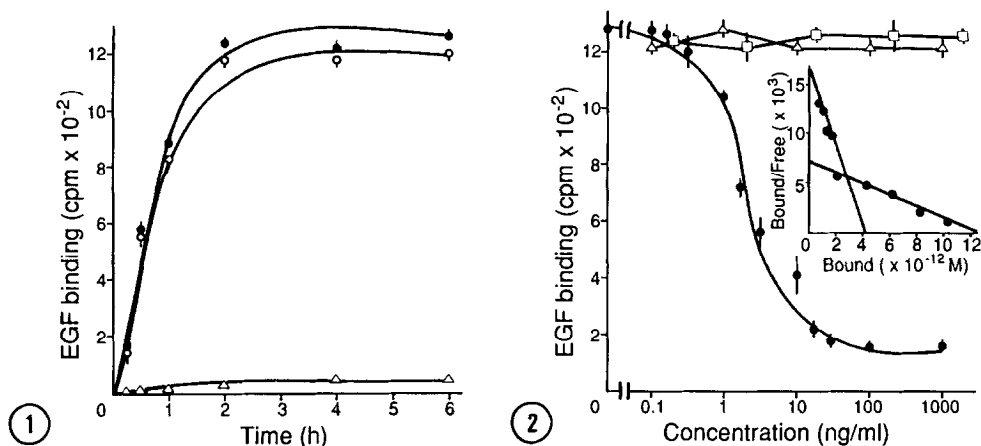 EGF binding (cpm x 10⁻²)
12
10
8
6
4
2
0 1 2 3 4 5 6
Time (h)
1
EGF binding (cpm x 10⁻²)
12
10
8
6
4
2
0 0.1 1 10 100 1000
Concentration (ng/ml)
2
Bound/Free (x 10³)
15
10
5
0 2 4 6 8 10 12
Bound (x 10⁻¹² M)